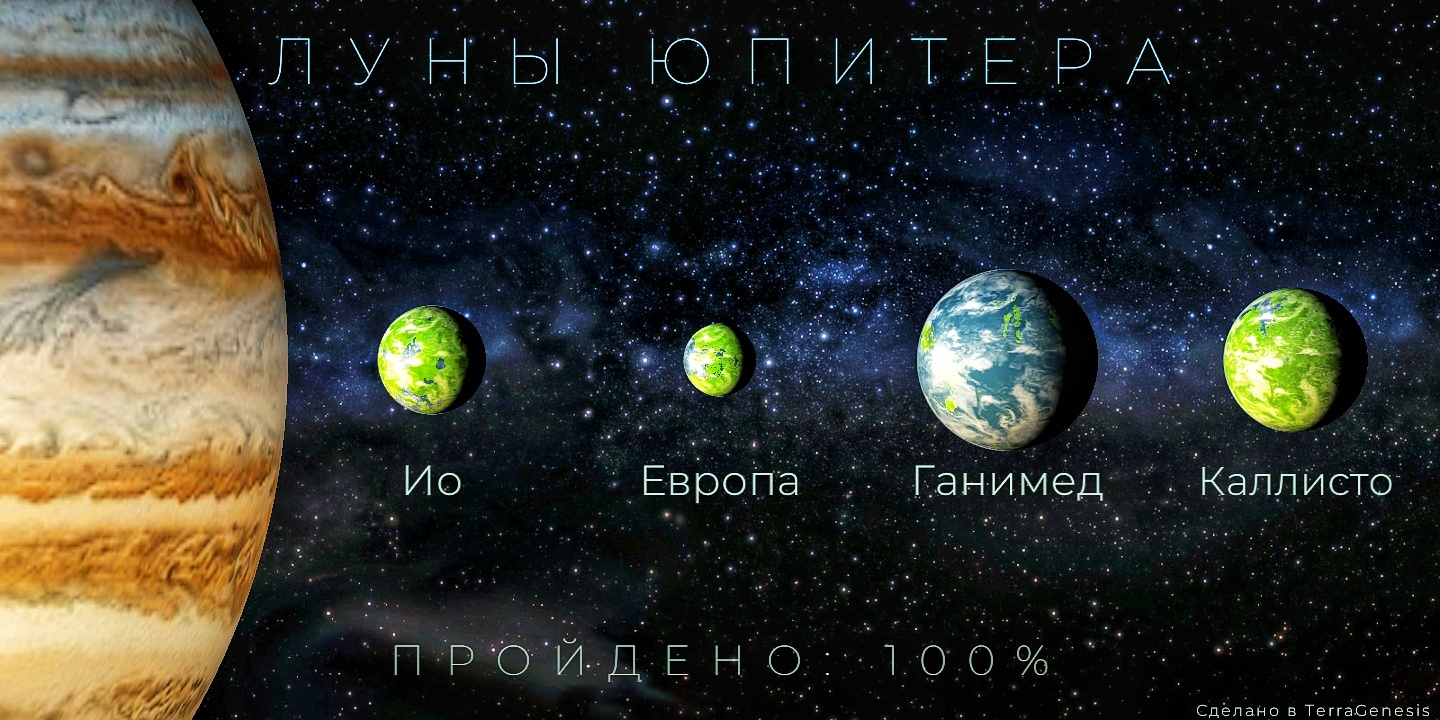 ЛУНЫ ЮПИТЕРА
Ио
Европа
Ганимед
Каллисто
ПРОЙДЕНО: 100%
Сделано в TerraGenesis